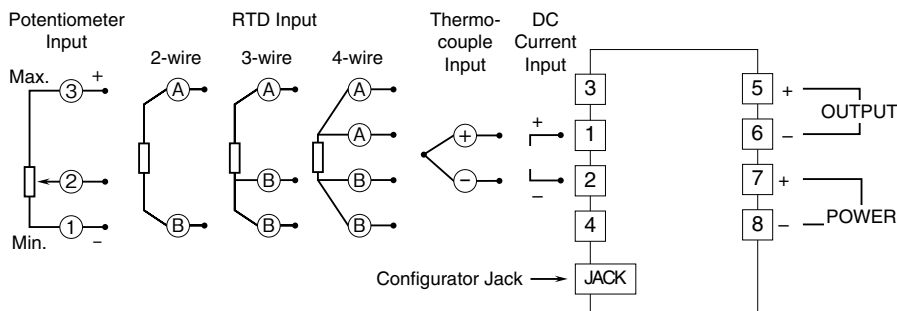 Potentiometer
Input
RTD Input
Thermo-
couple
Input
DC
Current
Input
2-wire
3-wire
4-wire
Max.
3 +
2
1
Min. –
A
B
A
B
B
A
A
B
B
+
–
+
–
3
1
2
4
5 +
6 –
OUTPUT
7 +
8 –
POWER
Configurator Jack
JACK